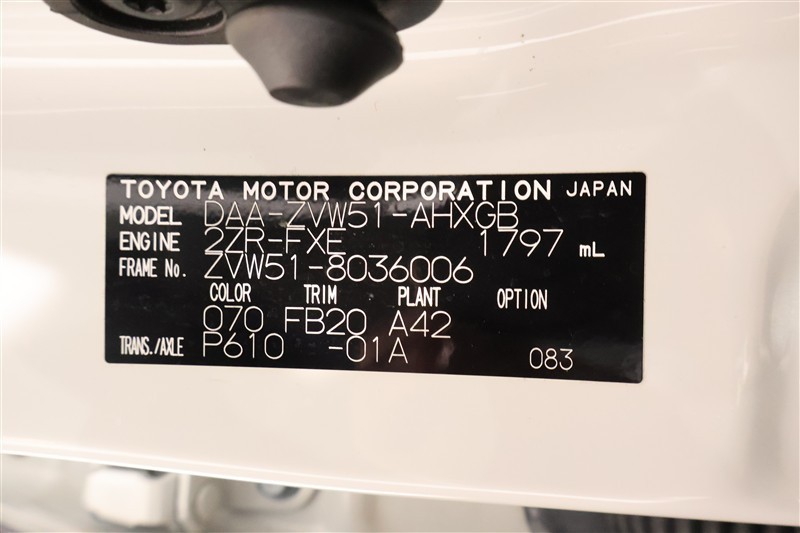 TOYOTA MOTOR CORPORATION JAPAN
MODEL DAA-ZVW51-AHXGB
ENGINE 2ZR-FXE 1797 mL
FRAME No. ZVW51-8036006
COLOR TRIM PLANT OPTION
070 FB20 A42
TRANS./AXLE P610 -01A 083